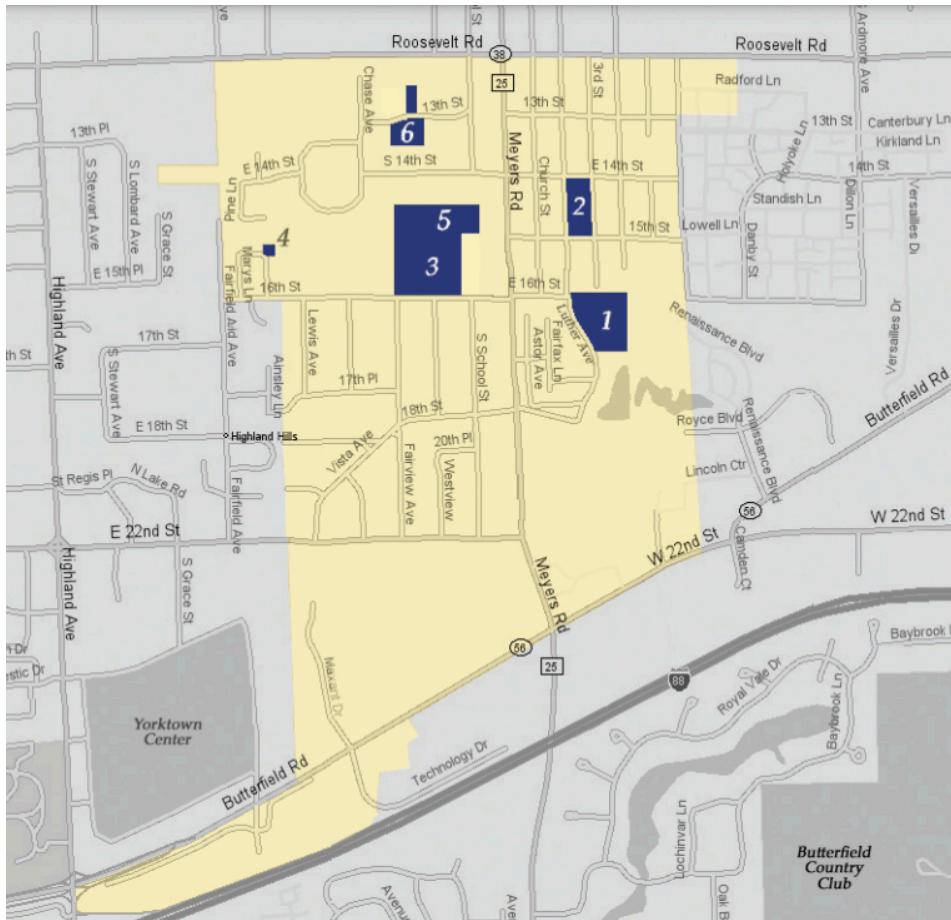 Roosevelt Rd
38
Roosevelt Rd
S Ardmore Ave
25
Chase Ave
3rd St
Radford Ln
13th St
13th St
13th St
Canterbury Ln
Kirkland Ln
13th Pl
6
Holyoke Ln
S Stewart Ave
S Lombard Ave
E 14th St
S 14th St
Meyers Rd
Church St
E 14th St
14th St
Pine Ln
2
Standish Ln
Dillon Ln
Versailles Dr
S Grace St
5
15th St
Lowell Ln
Danby St
4
3
E 15th Pl
Marys Ln
16th St
E 16th St
Highland Ave
Fairfield Ave
1
Luther Ave
Renaissance Blvd
Versailles Dr
17th St
Lewis Ave
S School St
Astor Ave
Fairfax Ln
S Stewart Ave
Ainsley Ln
17th Pl
Butterfield Rd
18th St
E 18th St
Highland Hills
Royce Blvd
Renaissance Blvd
Vista Ave
20th Pl
Fairview Ave
Westview
N Lake Rd
St Regis Pl
Lincoln Ctr
Fairfield Ave
56
E 22nd St
W 22nd St
W 22nd St
Camden Ct
Highland Ave
S Grace St
Meyers Rd
56
25
88
Baybrook
Maxant Dr
Royal Vale Dr
Baybrook Ln
Yorktown
Center
Technology Dr
Butterfield Rd
Lochinvar Ln
Butterfield
Country
Club